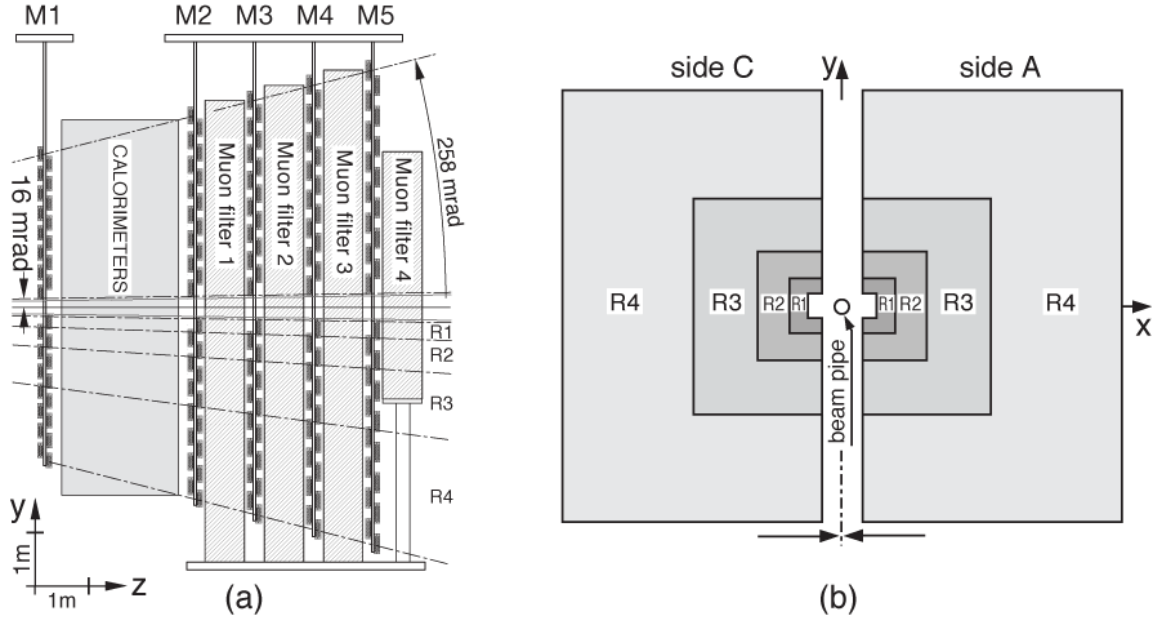 M1
M2
M3
M4
M5
16 mrad
258 mrad
CALORIMETERS
Muon filter 1
Muon filter 2
Muon filter 3
Muon filter 4
R1
R2
R3
R4
y
1m
1m
z
(a)
side C
y
side A
R4
R3
R2
R1
R1
R2
R3
R4
x
beam pipe
(b)